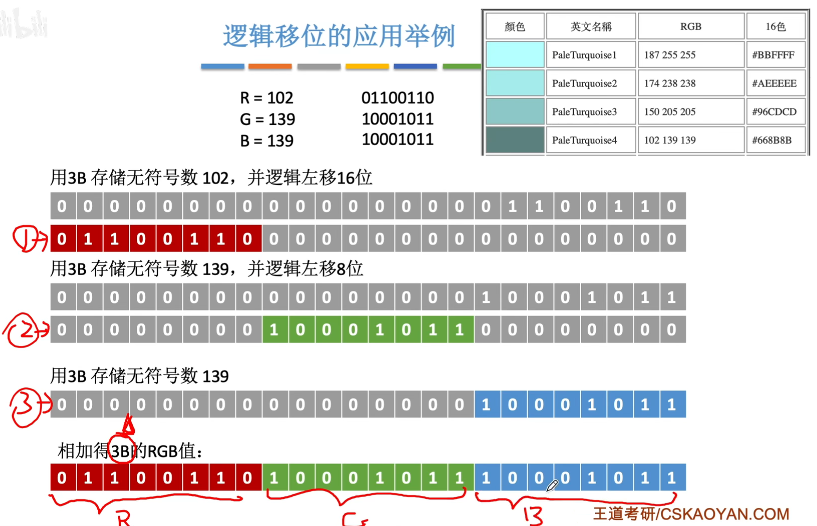 bilibili
逻辑移位的应用举例
颜色 英文名稱 RGB 16色
PaleTurquoise1 187 255 255 #BBFFFF
PaleTurquoise2 174 238 238 #AEEEEE
PaleTurquoise3 150 205 205 #96CDCD
PaleTurquoise4 102 139 139 #668B8B
R = 102 01100110
G = 139 10001011
B = 139 10001011
用3B 存储无符号数 102，并逻辑左移16位
0 0 0 0 0 0 0 0 0 0 0 0 0 0 0 0 0 1 1 0 0 1 1 0
① 0 1 1 0 0 1 1 0 0 0 0 0 0 0 0 0 0 0 0 0 0 0 0 0
用3B 存储无符号数 139，并逻辑左移8位
0 0 0 0 0 0 0 0 0 0 0 0 0 0 0 0 1 0 0 0 1 0 1 1
② 0 0 0 0 0 0 0 0 1 0 0 0 1 0 1 1 0 0 0 0 0 0 0 0
用3B 存储无符号数 139
③ 0 0 0 0 0 0 0 0 0 0 0 0 0 0 0 0 1 0 0 0 1 0 1 1
相加得3B的RGB值：
0 1 1 0 0 1 1 0 1 0 0 0 1 0 1 1 1 0 0 0 1 0 1 1
R G B
王道考研/CSKAOYAN.COM